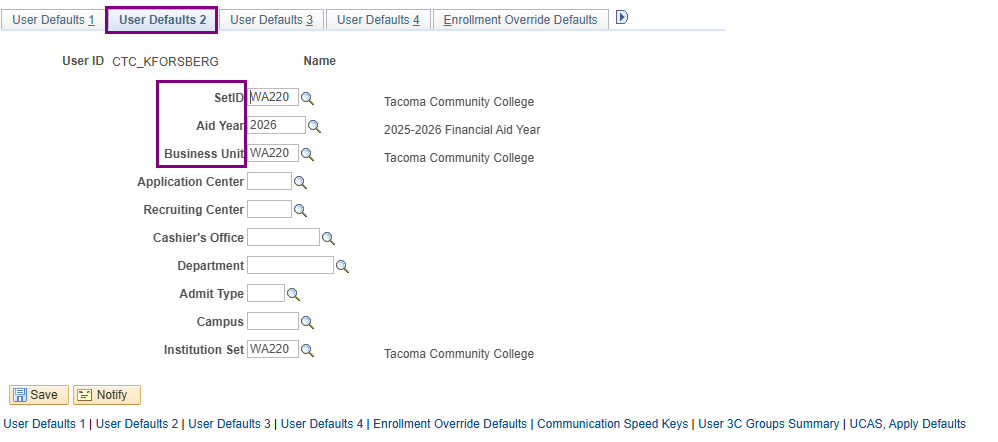 User Defaults 1 User Defaults 2 User Defaults 3 User Defaults 4 Enrollment Override Defaults
User ID CTC_KFORSBERG Name
SetID WA220 Tacoma Community College
Aid Year 2026 2025-2026 Financial Aid Year
Business Unit WA220 Tacoma Community College
Application Center
Recruiting Center
Cashier's Office
Department
Admit Type
Campus
Institution Set WA220 Tacoma Community College
Save Notify
User Defaults 1 | User Defaults 2 | User Defaults 3 | User Defaults 4 | Enrollment Override Defaults | Communication Speed Keys | User 3C Groups Summary | UCAS, Apply Defaults